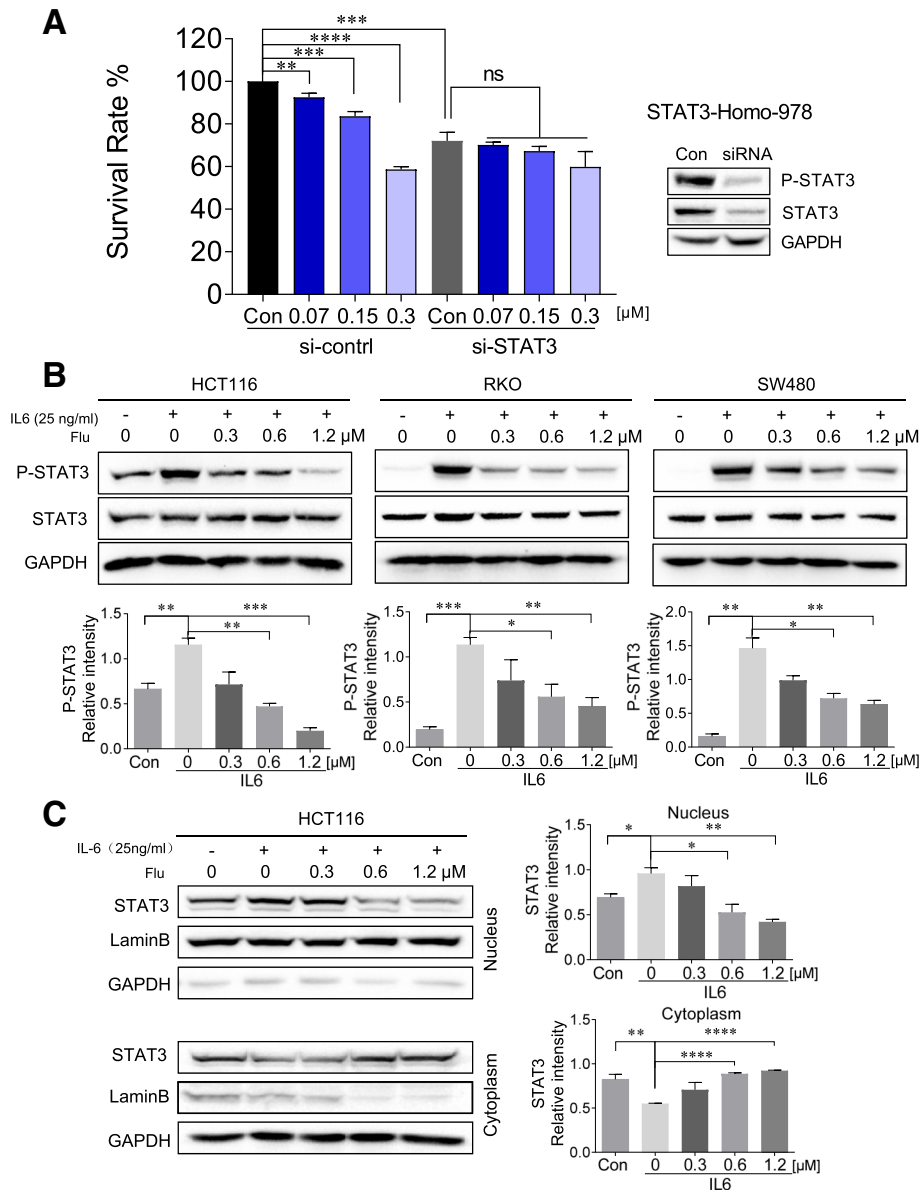 A
Survival Rate %
120
100
80
60
40
20
0
***
****
***
**
ns
Con 0.07 0.15 0.3 Con 0.07 0.15 0.3 [μM]
si-contrl si-STAT3
STAT3-Homo-978
Con siRNA
P-STAT3
STAT3
GAPDH
B
HCT116 RKO SW480
IL6 (25 ng/ml) - + + + + - + + + + - + + + +
Flu 0 0 0.3 0.6 1.2 μM 0 0 0.3 0.6 1.2 μM 0 0 0.3 0.6 1.2 μM
P-STAT3
STAT3
GAPDH
P-STAT3
Relative intensity
1.5
1.0
0.5
0.0
** ***
**
Con 0 0.3 0.6 1.2 [μM]
IL6
P-STAT3
Relative intensity
1.5
1.0
0.5
0.0
*** **
*
Con 0 0.3 0.6 1.2 [μM]
IL6
P-STAT3
Relative intensity
2.0
1.5
1.0
0.5
0.0
** **
*
Con 0 0.3 0.6 1.2 [μM]
IL6
C
HCT116
IL-6（25ng/ml） - + + + +
Flu 0 0 0.3 0.6 1.2 μM
STAT3
LaminB
GAPDH
Nucleus
STAT3
LaminB
GAPDH
Cytoplasm
Nucleus
STAT3
Relative intensity
1.5
1.0
0.5
0.0
* **
*
Con 0 0.3 0.6 1.2 [μM]
IL6
Cytoplasm
STAT3
Relative intensity
1.5
1.0
0.5
0.0
** ****
****
Con 0 0.3 0.6 1.2 [μM]
IL6